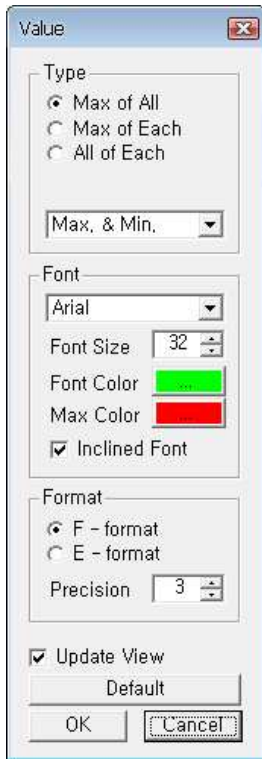 Value
Type
Max of All
Max of Each
All of Each
Max, & Min,
Font
Arial
Font Size 32
Font Color ...
Max Color ...
Inclined Font
Format
F - format
E - format
Precision 3
Update View
Default
OK Cancel